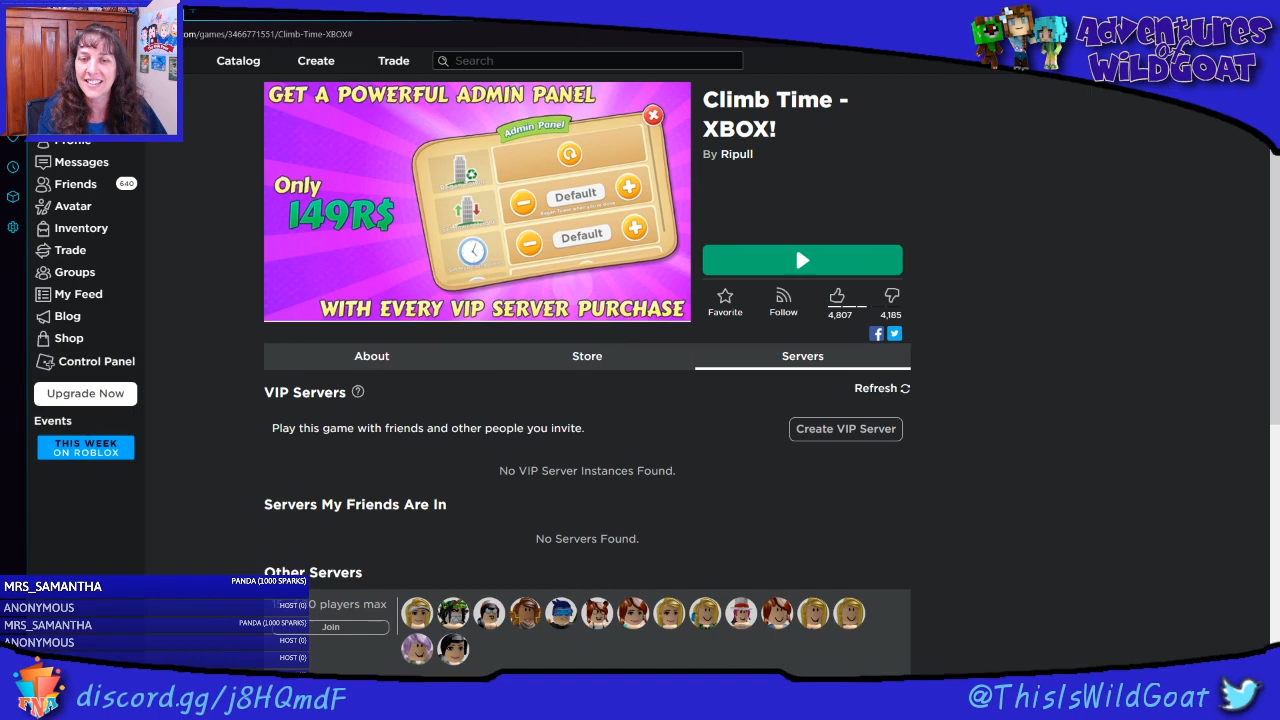 om/games/3466771551/Climb-Time-XBOX#
Catalog Create Trade Search
Adventures
of
WildGoat
Messages
Friends 640
Avatar
Inventory
Trade
Groups
My Feed
Blog
Shop
Control Panel
Upgrade Now
Events
THIS WEEK
ON ROBLOX
GET A POWERFUL ADMIN PANEL
Admin Panel
Only
149R$
Default
Default
WITH EVERY VIP SERVER PURCHASE
Climb Time -
XBOX!
By Ripull
Favorite Follow 4,807 4,185
About Store Servers
VIP Servers Refresh
Play this game with friends and other people you invite. Create VIP Server
No VIP Server Instances Found.
Servers My Friends Are In
No Servers Found.
Other Servers
players max
Join
MRS_SAMANTHA PANDA (1000 SPARKS)
ANONYMOUS HOST (0)
MRS_SAMANTHA PANDA (1000 SPARKS)
ANONYMOUS HOST (0)
HOST (0)
FNA
discord.gg/j8HQmdF
@ThisIsWildGoat